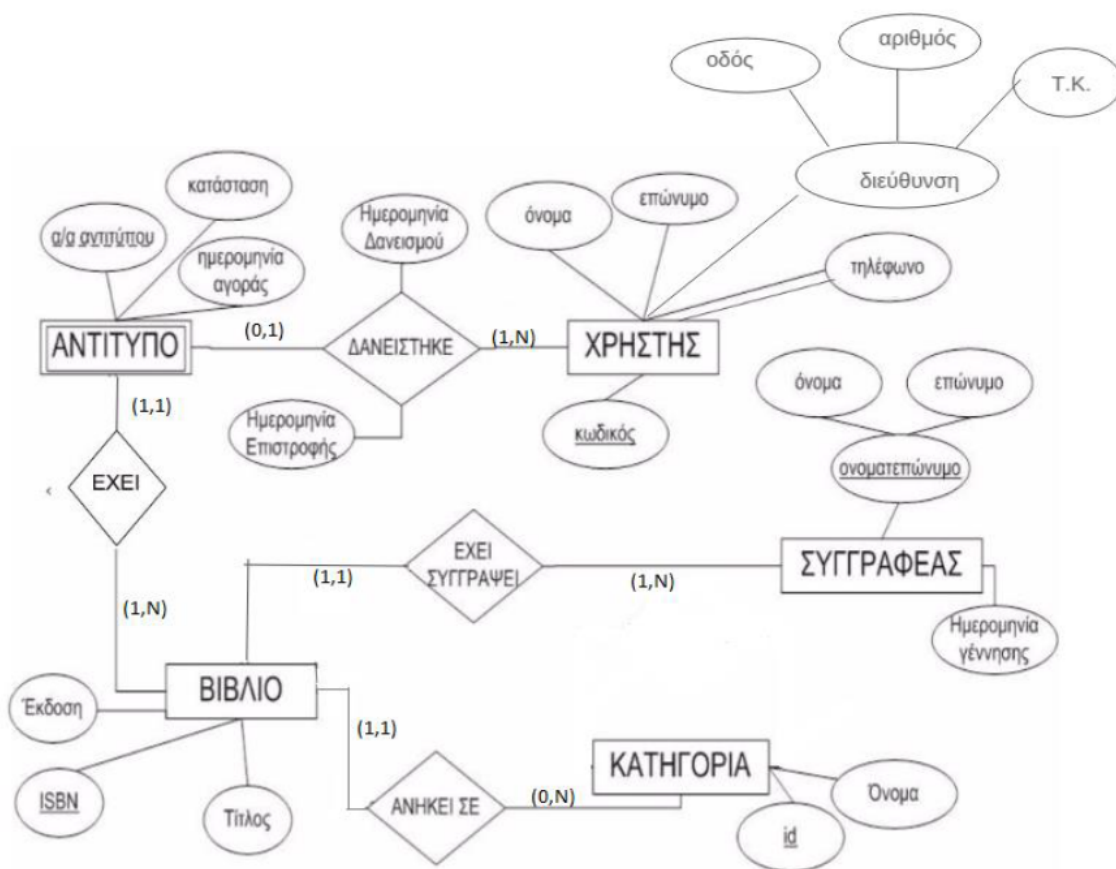 οδός
αριθμός
Τ.Κ.
διεύθυνση
κατάσταση
α/α αντιτύπου
ημερομηνία
αγοράς
Ημερομηνία
Δανεισμού
όνομα
επώνυμο
τηλέφωνο
ΑΝΤΙΤΥΠΟ
(0,1)
ΔΑΝΕΙΣΤΗΚΕ
(1,N)
ΧΡΗΣΤΗΣ
(1,1)
Ημερομηνία
Επιστροφής
κωδικός
όνομα
επώνυμο
ονοματεπώνυμο
ΕΧΕΙ
ΕΧΕΙ
ΣΥΓΓΡΑΨΕΙ
(1,1)
(1,N)
ΣΥΓΓΡΑΦΕΑΣ
(1,N)
Ημερομηνία
γέννησης
ΒΙΒΛΙΟ
Έκδοση
(1,1)
ISBN
Τίτλος
ΑΝΗΚΕΙ ΣΕ
(0,N)
ΚΑΤΗΓΟΡΙΑ
Όνομα
id